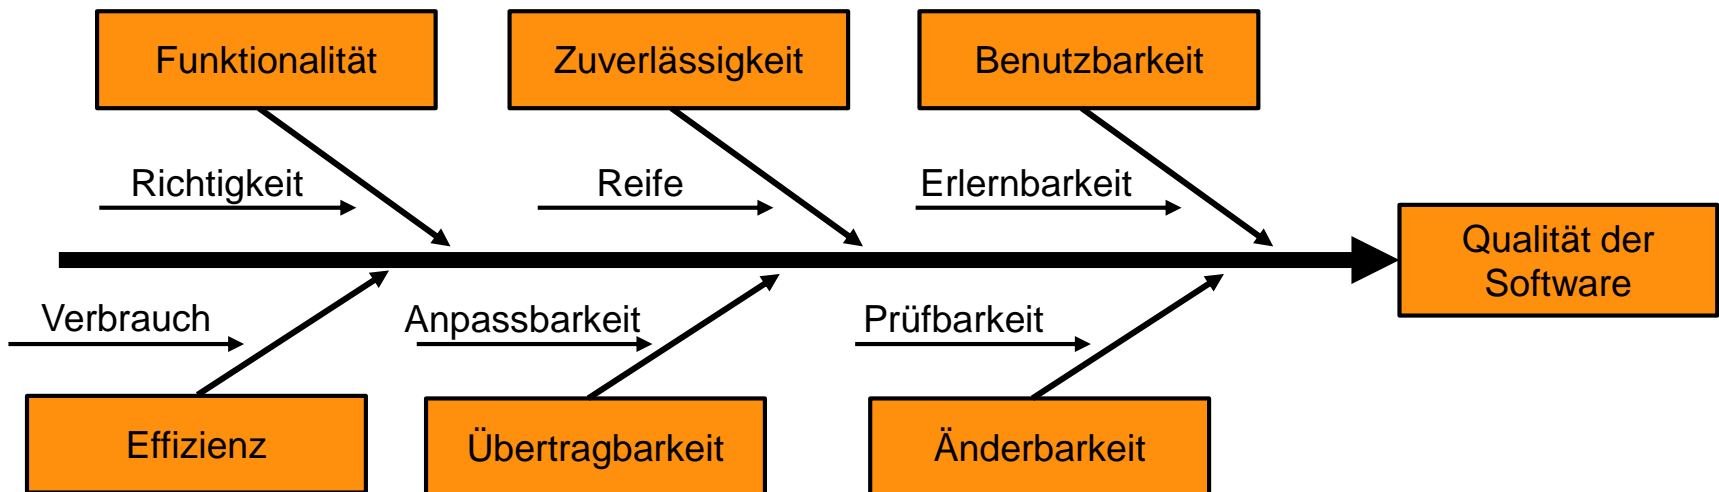 Funktionalität
Zuverlässigkeit
Benutzbarkeit
Richtigkeit
Reife
Erlernbarkeit
Qualität der
Software
Verbrauch
Anpassbarkeit
Prüfbarkeit
Effizienz
Übertragbarkeit
Änderbarkeit